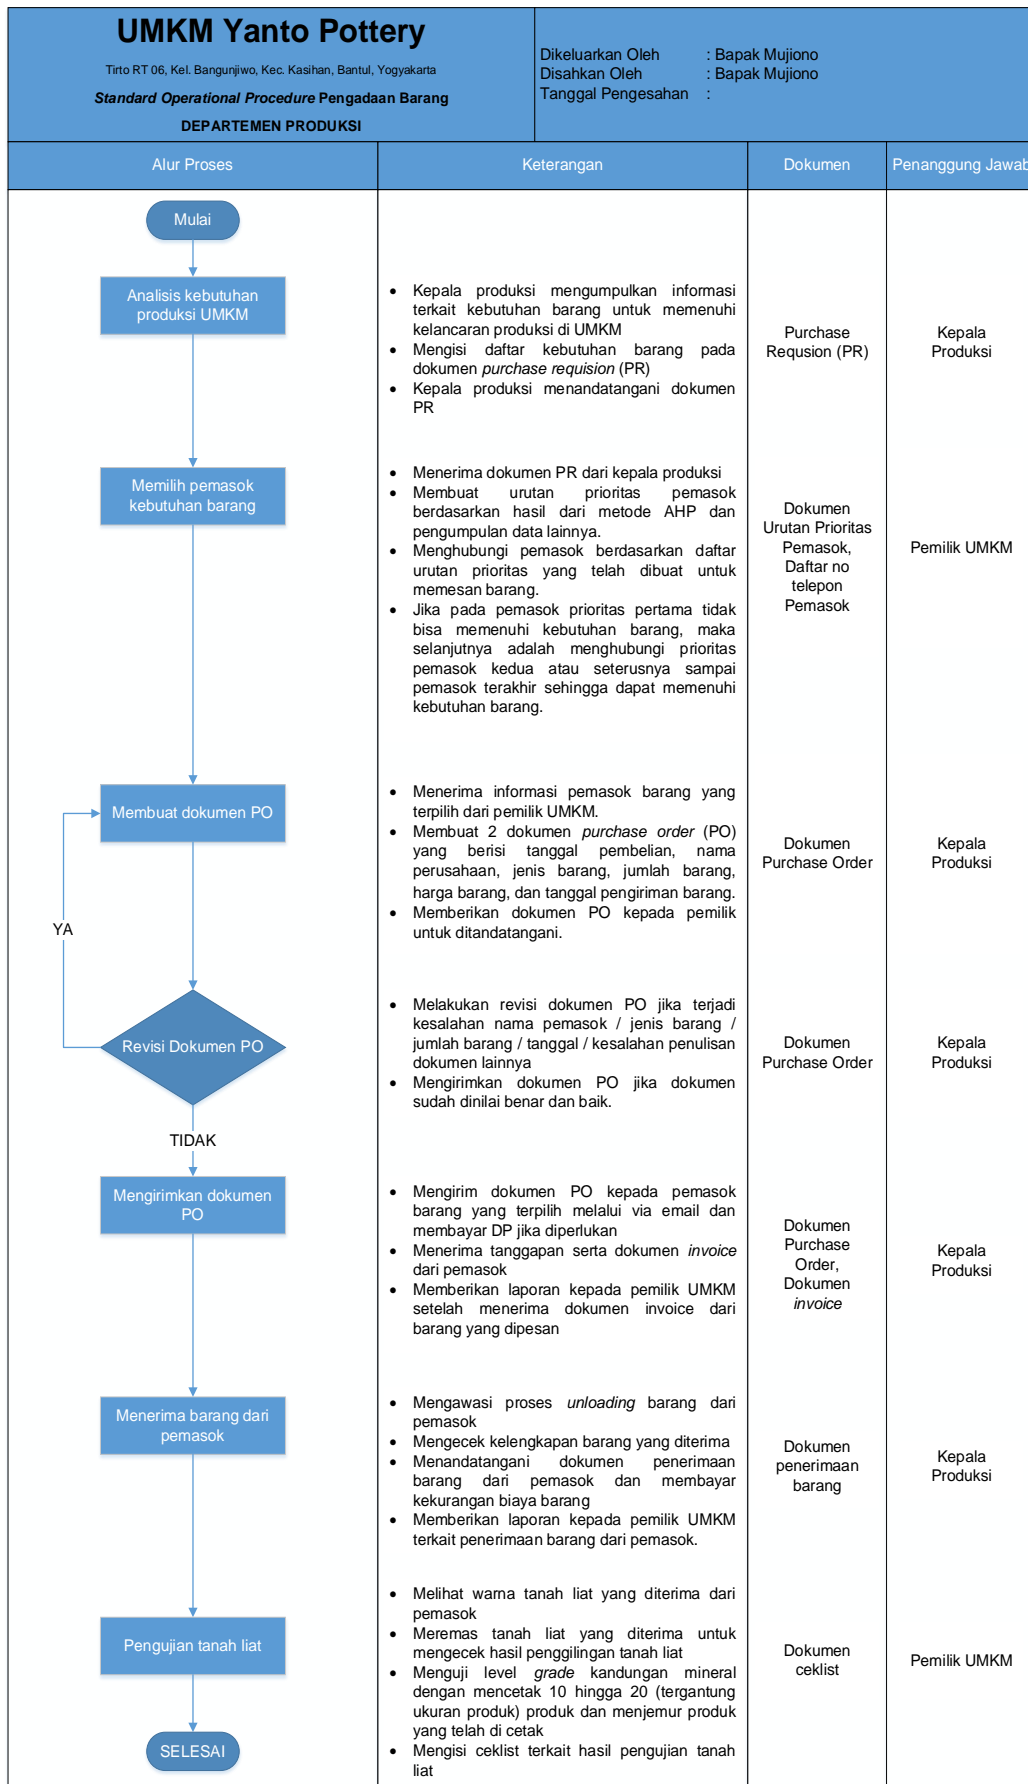 UMKM Yanto Pottery
Tirto RT 06, Kel. Bangunjiwo, Kec. Kasihan, Bantul, Yogyakarta
Standard Operational Procedure Pengadaan Barang
DEPARTEMEN PRODUKSI
Dikeluarkan Oleh : Bapak Mujiono
Disahkan Oleh : Bapak Mujiono
Tanggal Pengesahan :
Alur Proses
Keterangan
Dokumen
Penanggung Jawab
Mulai
Analisis kebutuhan
produksi UMKM
• Kepala produksi mengumpulkan informasi
terkait kebutuhan barang untuk memenuhi
kelancaran produksi di UMKM
• Mengisi daftar kebutuhan barang pada
dokumen purchase requision (PR)
• Kepala produksi menandatangani dokumen
PR
Purchase
Requsion (PR)
Kepala
Produksi
Memilih pemasok
kebutuhan barang
• Menerima dokumen PR dari kepala produksi
• Membuat urutan prioritas pemasok
berdasarkan hasil dari metode AHP dan
pengumpulan data lainnya.
• Menghubungi pemasok berdasarkan daftar
urutan prioritas yang telah dibuat untuk
memesan barang.
• Jika pada pemasok prioritas pertama tidak
bisa memenuhi kebutuhan barang, maka
selanjutnya adalah menghubungi prioritas
pemasok kedua atau seterusnya sampai
pemasok terakhir sehingga dapat memenuhi
kebutuhan barang.
Dokumen
Urutan Prioritas
Pemasok,
Daftar no
telepon
Pemasok
Pemilik UMKM
Membuat dokumen PO
• Menerima informasi pemasok barang yang
terpilih dari pemilik UMKM.
• Membuat 2 dokumen purchase order (PO)
yang berisi tanggal pembelian, nama
perusahaan, jenis barang, jumlah barang,
harga barang, dan tanggal pengiriman barang.
• Memberikan dokumen PO kepada pemilik
untuk ditandatangani.
Dokumen
Purchase Order
Kepala
Produksi
YA
Revisi Dokumen PO
• Melakukan revisi dokumen PO jika terjadi
kesalahan nama pemasok / jenis barang /
jumlah barang / tanggal / kesalahan penulisan
dokumen lainnya
• Mengirimkan dokumen PO jika dokumen
sudah dinilai benar dan baik.
Dokumen
Purchase Order
Kepala
Produksi
TIDAK
Mengirimkan dokumen
PO
• Mengirim dokumen PO kepada pemasok
barang yang terpilih melalui via email dan
membayar DP jika diperlukan
• Menerima tanggapan serta dokumen invoice
dari pemasok
• Memberikan laporan kepada pemilik UMKM
setelah menerima dokumen invoice dari
barang yang dipesan
Dokumen
Purchase
Order,
Dokumen
invoice
Kepala
Produksi
Menerima barang dari
pemasok
• Mengawasi proses unloading barang dari
pemasok
• Mengecek kelengkapan barang yang diterima
• Menandatangani dokumen penerimaan
barang dari pemasok dan membayar
kekurangan biaya barang
• Memberikan laporan kepada pemilik UMKM
terkait penerimaan barang dari pemasok.
Dokumen
penerimaan
barang
Kepala
Produksi
Pengujian tanah liat
• Melihat warna tanah liat yang diterima dari
pemasok
• Meremas tanah liat yang diterima untuk
mengecek hasil penggilingan tanah liat
• Menguji level grade kandungan mineral
dengan mencetak 10 hingga 20 (tergantung
ukuran produk) produk dan menjemur produk
yang telah di cetak
• Mengisi ceklist terkait hasil pengujian tanah
liat
Dokumen
ceklist
Pemilik UMKM
SELESAI